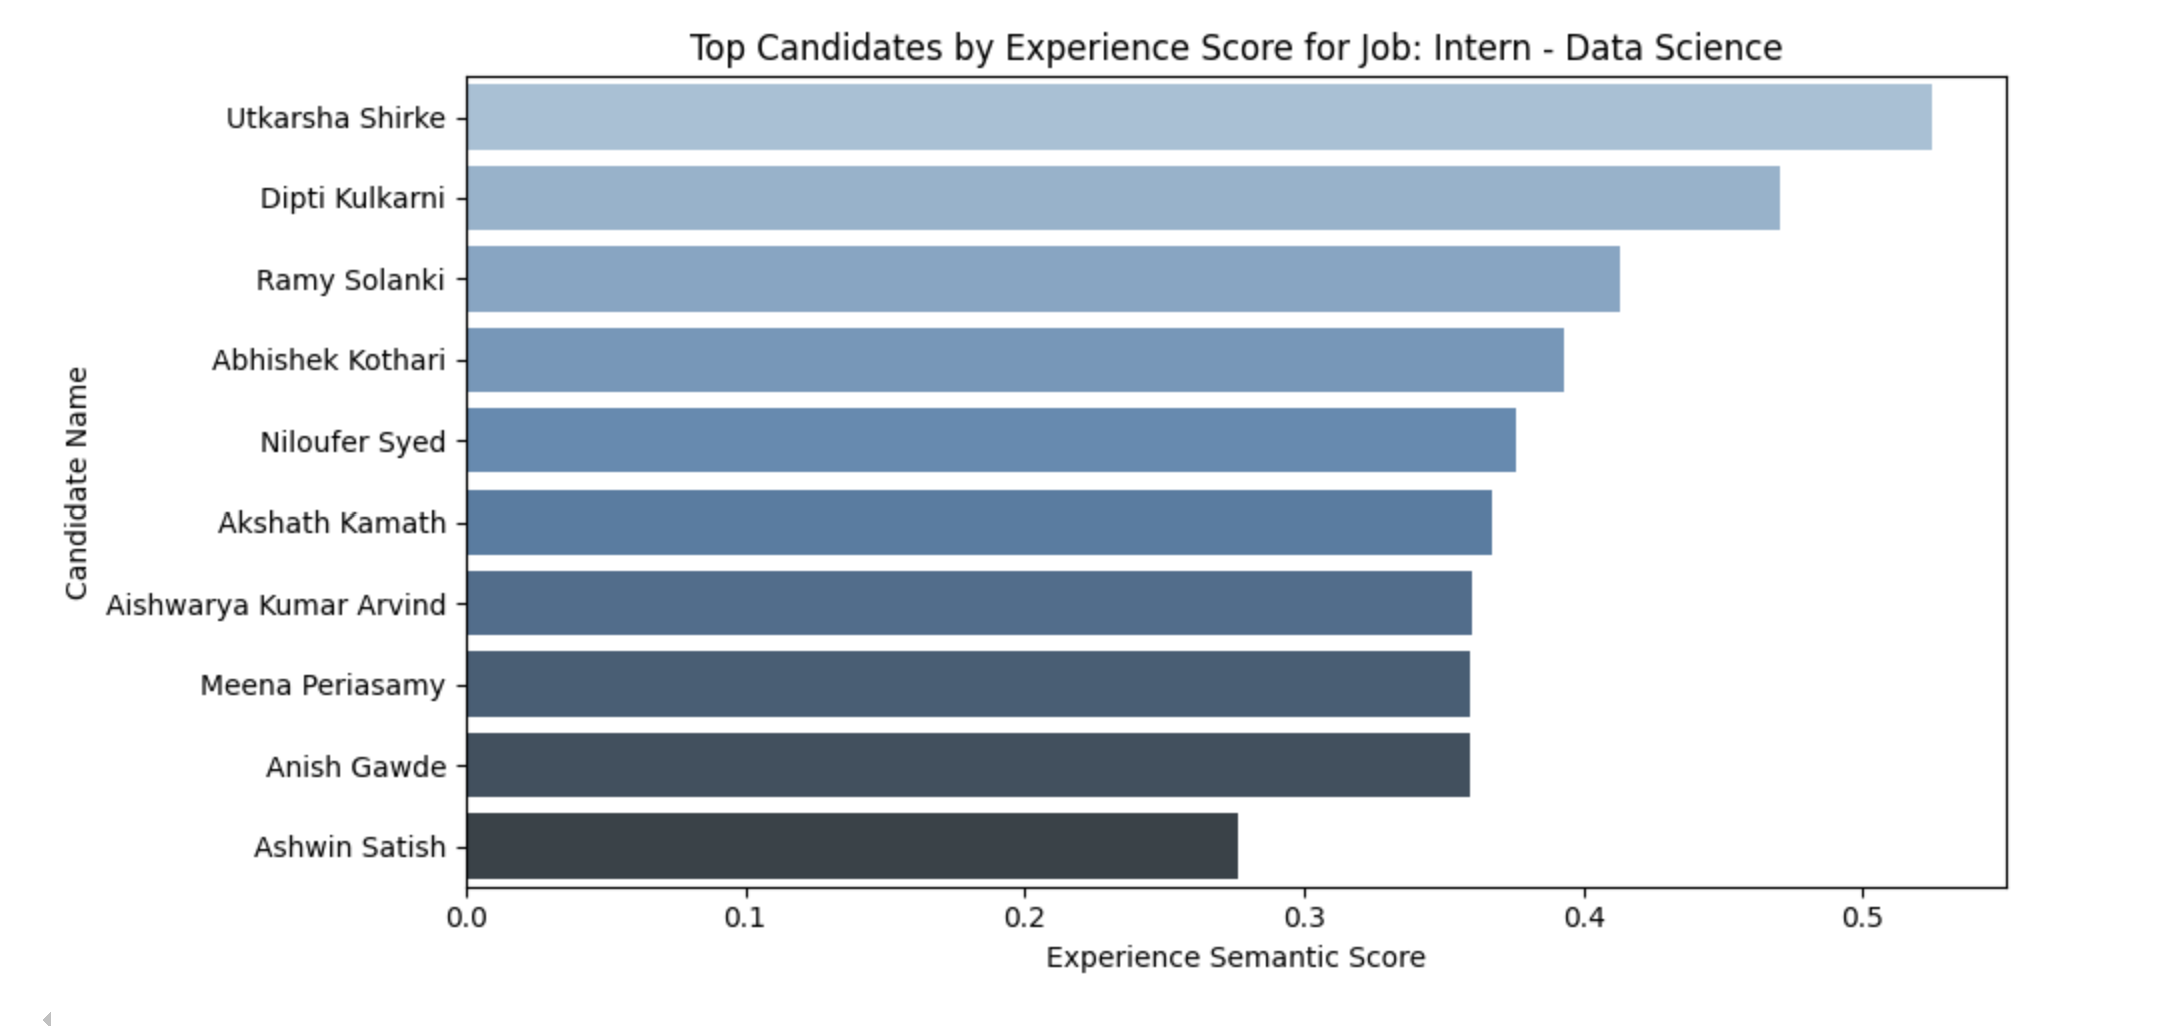 Top Candidates by Experience Score for Job: Intern - Data Science
Candidate Name
Utkarsha Shirke
Dipti Kulkarni
Ramy Solanki
Abhishek Kothari
Niloufer Syed
Akshath Kamath
Aishwarya Kumar Arvind
Meena Periasamy
Anish Gawde
Ashwin Satish
0.0 0.1 0.2 0.3 0.4 0.5
Experience Semantic Score